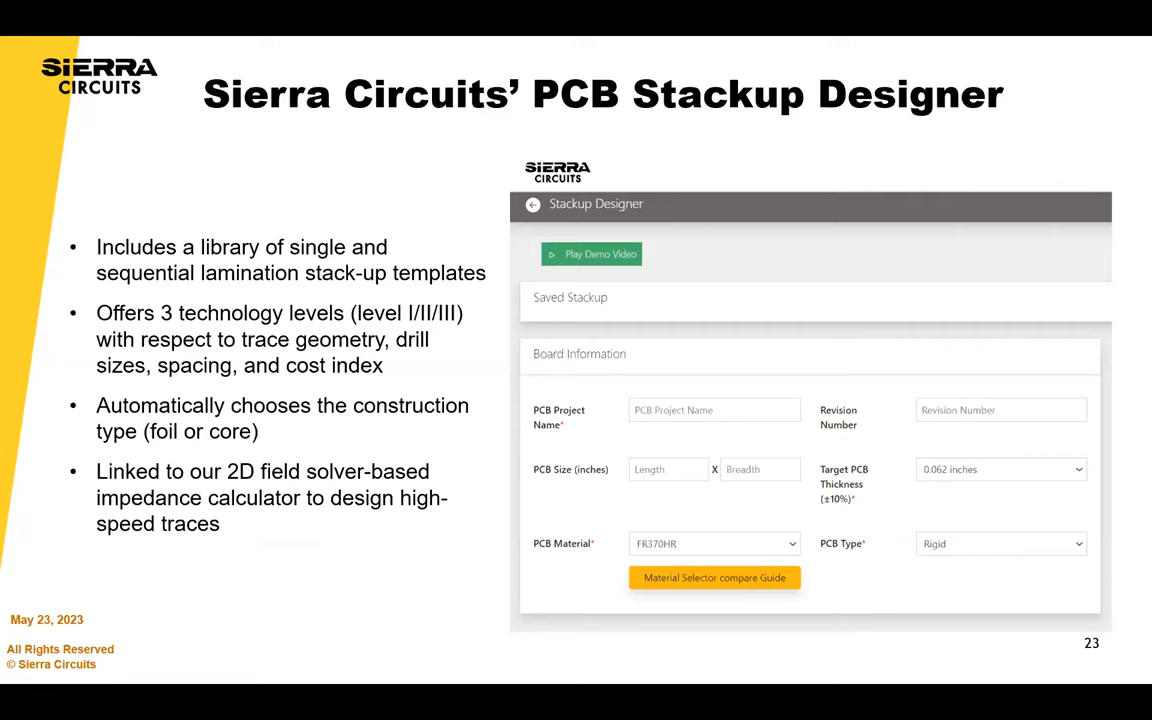 SIERRA
CIRCUITS
Sierra Circuits’ PCB Stackup Designer
• Includes a library of single and
sequential lamination stack-up templates
• Offers 3 technology levels (level I/II/III)
with respect to trace geometry, drill
sizes, spacing, and cost index
• Automatically chooses the construction
type (foil or core)
• Linked to our 2D field solver-based
impedance calculator to design high-
speed traces
SIERRA
CIRCUITS
Stackup Designer
Play Demo Video
Saved Stackup
Board Information
PCB Project
Name*
PCB Project Name
Revision
Number
Revision Number
PCB Size (inches)
Length X Breadth
Target PCB
Thickness
(±10%)*
0.062 inches
PCB Material*
FR370HR
PCB Type*
Rigid
Material Selector compare Guide
May 23, 2023
All Rights Reserved
© Sierra Circuits
23